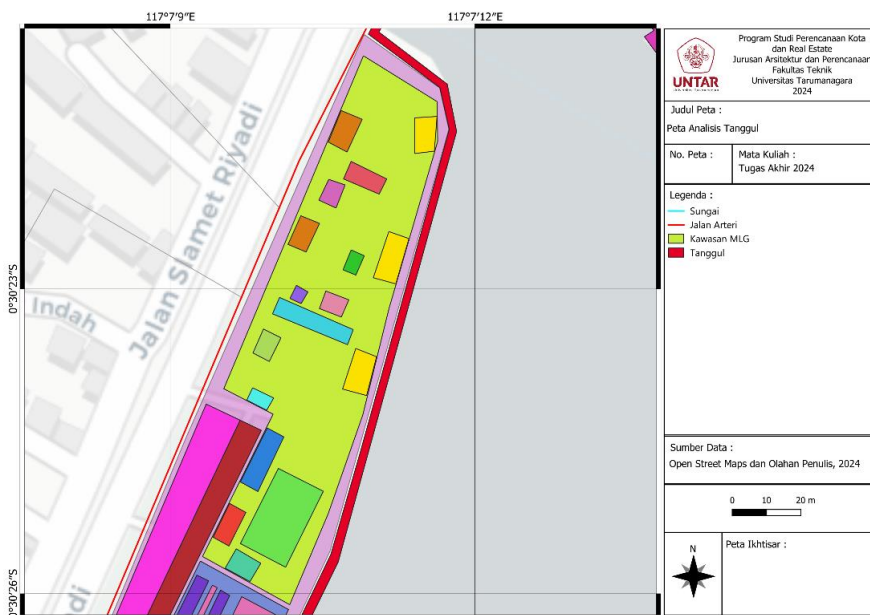 117°7'9"E
117°7'12"E
Program Studi Perencanaan Kota
dan Real Estate
Jurusan Arsitektur dan Perencanaan
Fakultas Teknik
Universitas Tarumanagara
2024
UNTAR
Judul Peta :
Peta Analisis Tanggul
No. Peta :
Mata Kuliah :
Tugas Akhir 2024
Legenda :
Sungai
Jalan Arteri
Kawasan MLG
Tanggul
Sumber Data :
Open Street Maps dan Olahan Penulis, 2024
0 10 20 m
N
Peta Ikhtisar :
Jalan Slamet Riyadi
Indah
0°30'23"S
0°30'26"S